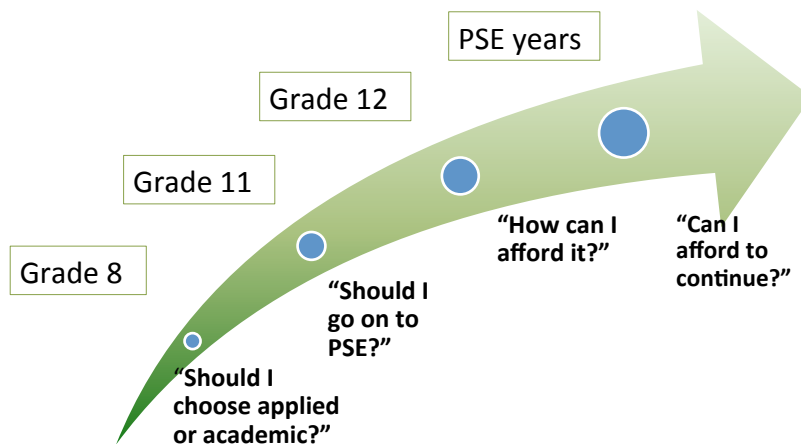 PSE years
Grade 12
Grade 11
Grade 8
“How can I
afford it?”
“Can I
afford to
continue?”
“Should I
go on to
PSE?”
“Should I
choose applied
or academic?”